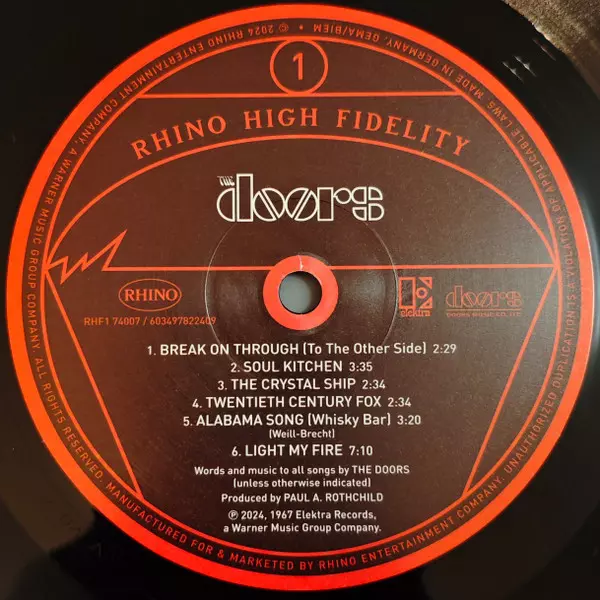 1
RHINO HIGH FIDELITY
THE
doors
RHINO
elektra
doors
DOORS MUSIC CO. LLC
RHF1 74007 / 603497822409
1. BREAK ON THROUGH (To The Other Side) 2:29
2. SOUL KITCHEN 3:35
3. THE CRYSTAL SHIP 2:34
4. TWENTIETH CENTURY FOX 2:34
5. ALABAMA SONG (Whisky Bar) 3:20
(Weill-Brecht)
6. LIGHT MY FIRE 7:10
Words and music to all songs by THE DOORS
(unless otherwise indicated)
Produced by PAUL A. ROTHCHILD
℗ 2024, 1967 Elektra Records,
a Warner Music Group Company.
© 2024 RHINO ENTERTAINMENT COMPANY, A WARNER MUSIC GROUP COMPANY. ALL RIGHTS RESERVED. MANUFACTURED FOR & MARKETED BY RHINO ENTERTAINMENT COMPANY. UNAUTHORIZED DUPLICATION IS A VIOLATION OF APPLICABLE LAWS. MADE IN GERMANY. GEMA/BIEM •